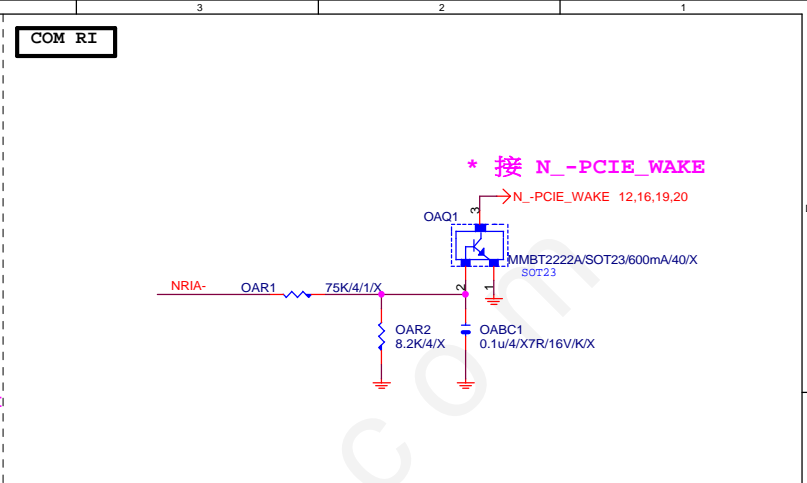 3 2 1
COM RI
* 接 N_-PCIE_WAKE
N_-PCIE_WAKE 12,16,19,20
3
OAQ1
MMBT2222A/SOT23/600mA/40/X
SOT23
2 1
NRIA- OAR1 75K/4/1/X
OAR2
8.2K/4/X
OABC1
0.1u/4/X7R/16V/K/X
com